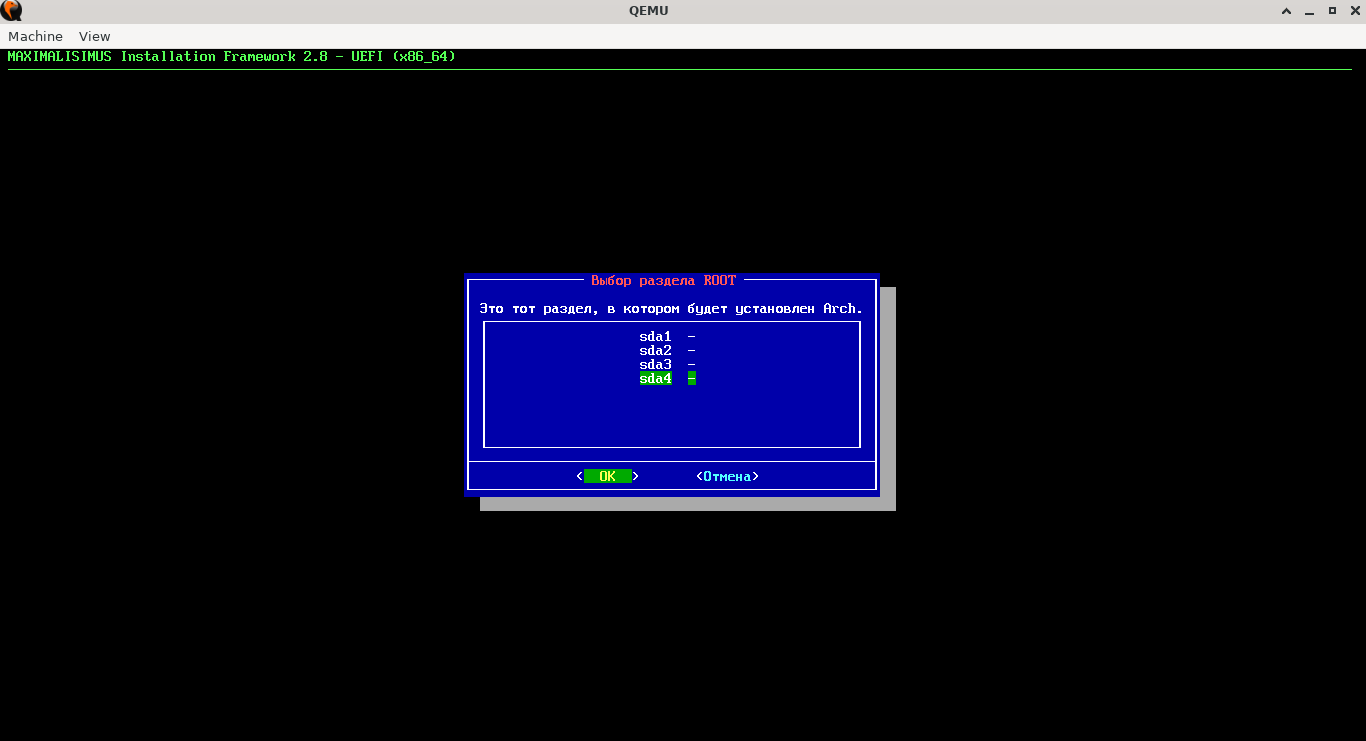 QEMU
Machine View
MAXIMALISIMUS Installation Framework 2.8 - UEFI (x86_64)
Выбор раздела ROOT
Это тот раздел, в котором будет установлен Arch.
sda1 -
sda2 -
sda3 -
sda4 -
< OK > <Отмена>